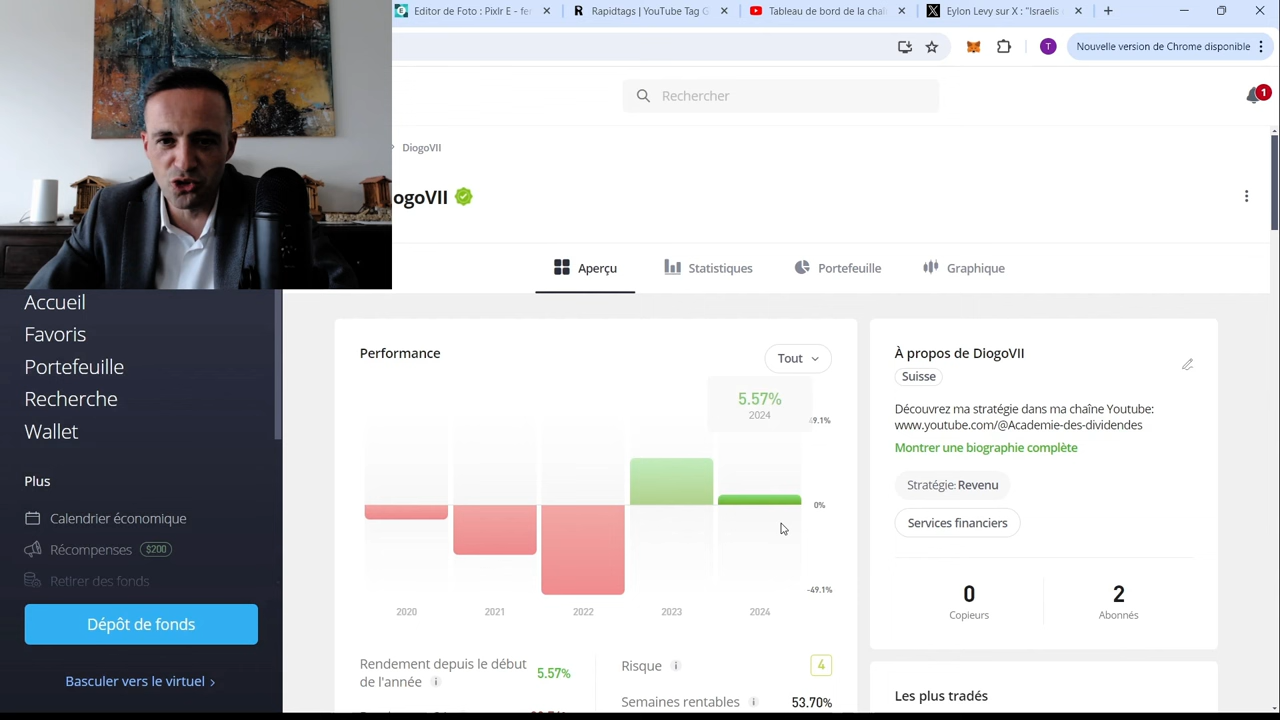 Editor de Foto : Pixlr E - fer
Rapidtags | YouTube Tag G
Tableau de bord de la chaî
Eylon Levy sur X : "Israelis
T
Nouvelle version de Chrome disponible
Rechercher
1
DiogoVII
ogoVII
Aperçu
Statistiques
Portefeuille
Graphique
Accueil
Favoris
Portefeuille
Recherche
Wallet
Plus
Calendrier économique
Récompenses $200
Retirer des fonds
Dépôt de fonds
Basculer vers le virtuel
Performance
Tout
5.57%
2024
49.1%
0%
-49.1%
2020 2021 2022 2023 2024
Rendement depuis le début
de l'année
5.57%
Risque
4
Semaines rentables
53.70%
À propos de DiogoVII
Suisse
Découvrez ma stratégie dans ma chaîne Youtube:
www.youtube.com/@Academie-des-dividendes
Montrer une biographie complète
Stratégie: Revenu
Services financiers
0
Copieurs
2
Abonnés
Les plus tradés